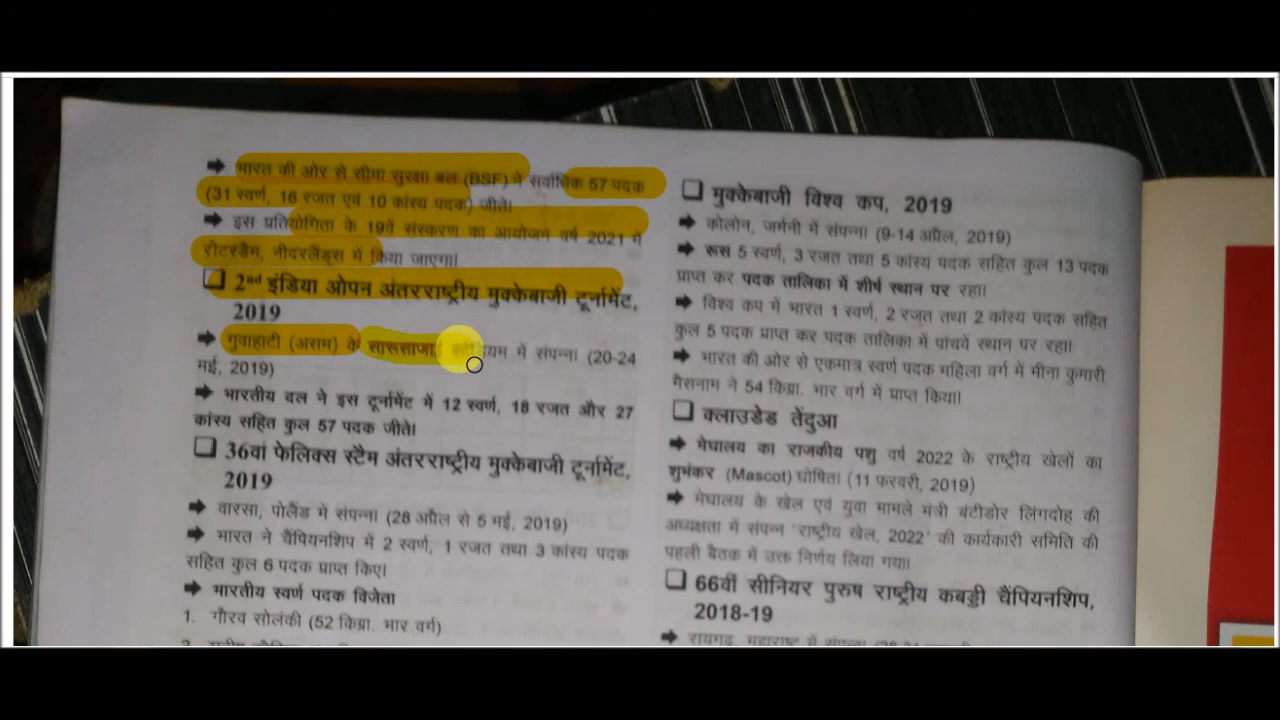 ➡ भारत की ओर से सीमा सुरक्षा बल (BSF) ने सर्वाधिक 57 पदक
(31 स्वर्ण, 16 रजत एवं 10 कांस्य पदक) जीते।
➡ इस प्रतियोगिता के 19वें संस्करण का आयोजन वर्ष 2021 में
रोटरडैम, नीदरलैंड्स में किया जाएगा।
❑ 2nd इंडिया ओपन अंतरराष्ट्रीय मुक्केबाजी टूर्नामेंट,
2019
➡ गुवाहाटी (असम) के सारूसाजाई में संपन्न। (20-24
मई, 2019)
➡ भारतीय दल ने इस टूर्नामेंट में 12 स्वर्ण, 18 रजत और 27
कांस्य सहित कुल 57 पदक जीते।
❑ 36वां फेलिक्स स्टैम अंतरराष्ट्रीय मुक्केबाजी टूर्नामेंट,
2019
➡ वारसा, पोलैंड में संपन्न। (28 अप्रैल से 5 मई, 2019)
➡ भारत ने चैंपियनशिप में 2 स्वर्ण, 1 रजत तथा 3 कांस्य पदक
सहित कुल 6 पदक प्राप्त किए।
➡ भारतीय स्वर्ण पदक विजेता
1. गौरव सोलंकी (52 किग्रा. भार वर्ग)
❑ मुक्केबाजी विश्व कप, 2019
➡ कोलोन, जर्मनी में संपन्न। (9-14 अप्रैल, 2019)
➡ रूस 5 स्वर्ण, 3 रजत तथा 5 कांस्य पदक सहित कुल 13 पदक
प्राप्त कर पदक तालिका में शीर्ष स्थान पर रहा।
➡ विश्व कप में भारत 1 स्वर्ण, 2 रजत तथा 2 कांस्य पदक सहित
कुल 5 पदक प्राप्त कर पदक तालिका में पांचवें स्थान पर रहा।
➡ भारत की ओर से एकमात्र स्वर्ण पदक महिला वर्ग में मीना कुमारी
मैसनाम ने 54 किग्रा. भार वर्ग में प्राप्त किया।
❑ क्लाउडेड तेंदुआ
➡ मेघालय का राजकीय पशु वर्ष 2022 के राष्ट्रीय खेलों का
शुभंकर (Mascot) घोषित। (11 फरवरी, 2019)
➡ मेघालय के खेल एवं युवा मामले मंत्री बंटीडोर लिंगदोह की
अध्यक्षता में संपन्न 'राष्ट्रीय खेल, 2022' की कार्यकारी समिति की
पहली बैठक में उक्त निर्णय लिया गया।
❑ 66वीं सीनियर पुरुष राष्ट्रीय कबड्डी चैंपियनशिप,
2018-19
➡ रायगढ़, महाराष्ट्र में संपन्न।